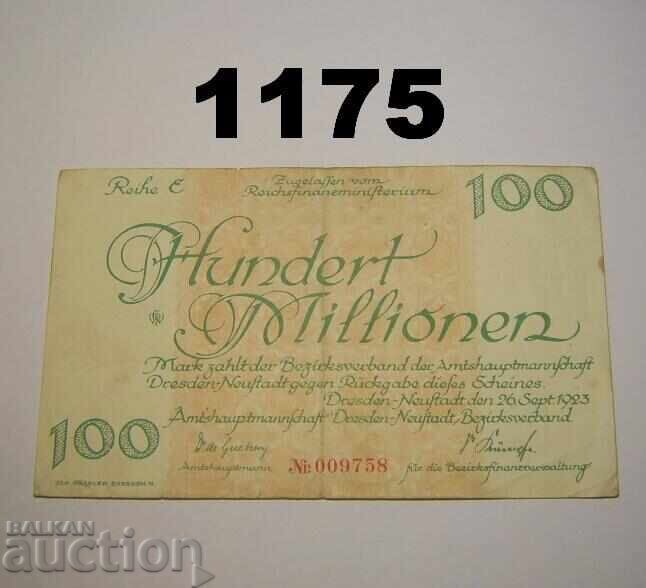 1175
Reihe E
Zugelassen vom
Reichsfinanzministerium
100
Hundert
Millionen
Mark zahlt der Bezirksverband der Amtshauptmannschaft
Dresden-Neustadt gegen Rückgabe dieses Scheines.
Dresden-Neustadt den 26. Sept. 1923
Amtshauptmannschaft Dresden-Neustadt, Bezirksverband
100
Amtshauptmann
№: 009758
für die Bezirksfinanzverwaltung
BALKAN
auction